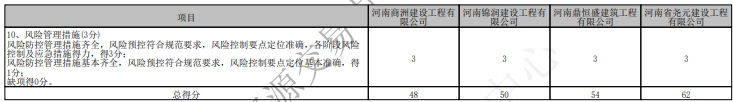 项目
河南商洲建设工程有限公司
河南锦润建设工程有限公司
河南鼎恒盛建筑工程有限公司
河南省尧元建设工程有限公司
10、风险管理措施(3分)
风险防控管理措施齐全，风险预控符合规范要求，风险控制要点定位准确，各阶段风险
控制及应急措施得力，得3分；
风险防控管理措施基本齐全，风险预控符合规范要求，风险控制要点定位基本准确，得
1分；
缺项得0分。
3
3
3
3
总得分
48
50
54
62
源交易
中心